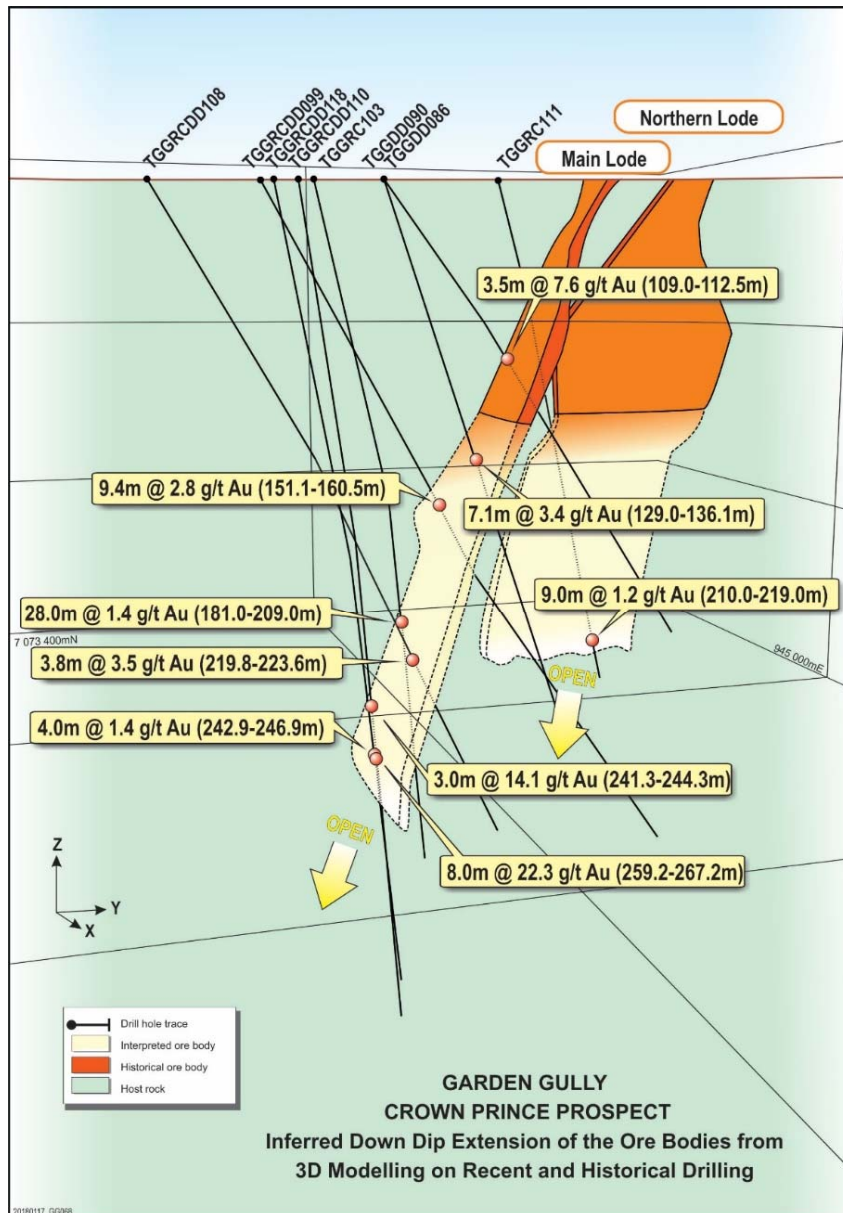 TGGRCDD108
TGGRCDD099
TGGRCDD118
TGGRCDD110
TGGRC103
TGGDD090
TGGDD086
TGGRC111
Northern Lode
Main Lode
3.5m @ 7.6 g/t Au (109.0-112.5m)
9.4m @ 2.8 g/t Au (151.1-160.5m)
7.1m @ 3.4 g/t Au (129.0-136.1m)
28.0m @ 1.4 g/t Au (181.0-209.0m)
9.0m @ 1.2 g/t Au (210.0-219.0m)
7 073 400mN
945 000mE
3.8m @ 3.5 g/t Au (219.8-223.6m)
OPEN
4.0m @ 1.4 g/t Au (242.9-246.9m)
3.0m @ 14.1 g/t Au (241.3-244.3m)
OPEN
8.0m @ 22.3 g/t Au (259.2-267.2m)
Z
Y
X
Drill hole trace
Interpreted ore body
Historical ore body
Host rock
GARDEN GULLY
CROWN PRINCE PROSPECT
Inferred Down Dip Extension of the Ore Bodies from
3D Modelling on Recent and Historical Drilling
20180117_GG068